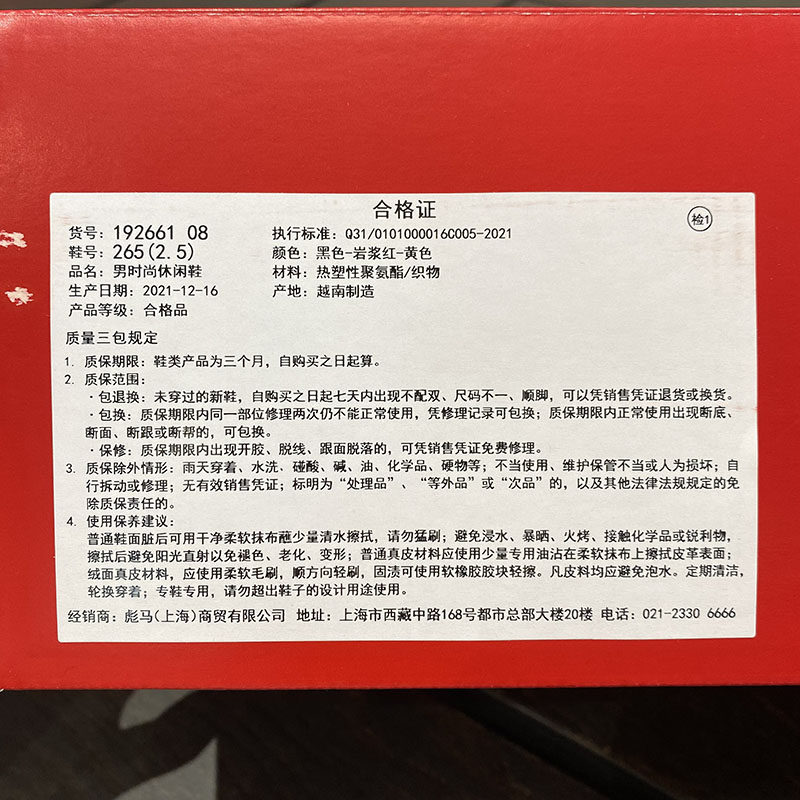 合格证
检1
货号: 192661 08 执行标准: Q31/0101000016C005-2021
鞋号: 265(2.5) 颜色: 黑色-岩浆红-黄色
品名: 男时尚休闲鞋 材料: 热塑性聚氨酯/织物
生产日期: 2021-12-16 产地: 越南制造
产品等级: 合格品
质量三包规定
1. 质保期限: 鞋类产品为三个月, 自购买之日起算。
2. 质保范围:
·包退换: 未穿过的新鞋, 自购买之日起七天内出现不配双、尺码不一、顺脚, 可以凭销售凭证退货或换货。
·包换: 质保期限内同一部位修理两次仍不能正常使用, 凭修理记录可包换; 质保期限内正常使用出现断底、
断面、断跟或断帮的, 可包换。
·保修: 质保期限内出现开胶、脱线、跟面脱落的, 可凭销售凭证免费修理。
3. 质保除外情形: 雨天穿着、水洗、碰酸、碱、油、化学品、硬物等; 不当使用、维护保管不当或人为损坏; 自
行拆动或修理; 无有效销售凭证; 标明为“处理品”、“等外品”或“次品”的, 以及其他法律法规规定的免
除质保责任的。
4. 使用保养建议:
普通鞋面脏后可用干净柔软抹布蘸少量清水擦拭, 请勿猛刷; 避免浸水、暴晒、火烤、接触化学品或锐利物,
擦拭后避免阳光直射以免褪色、老化、变形; 普通真皮材料应使用少量专用油沾在柔软抹布上擦拭皮革表面;
绒面真皮材料, 应使用柔软毛刷, 顺方向轻刷, 固渍可使用软橡胶胶块轻擦。凡皮料均应避免泡水。定期清洁,
轮换穿着; 专鞋专用, 请勿超出鞋子的设计用途使用。
经销商: 彪马(上海)商贸有限公司 地址: 上海市西藏中路168号都市总部大楼20楼 电话: 021-2330 6666